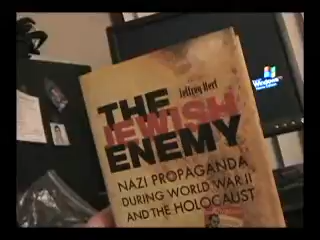 Jeffrey Herf
THE
JEWISH
ENEMY
NAZI PROPAGANDA
DURING WORLD WAR II
AND THE HOLOCAUST